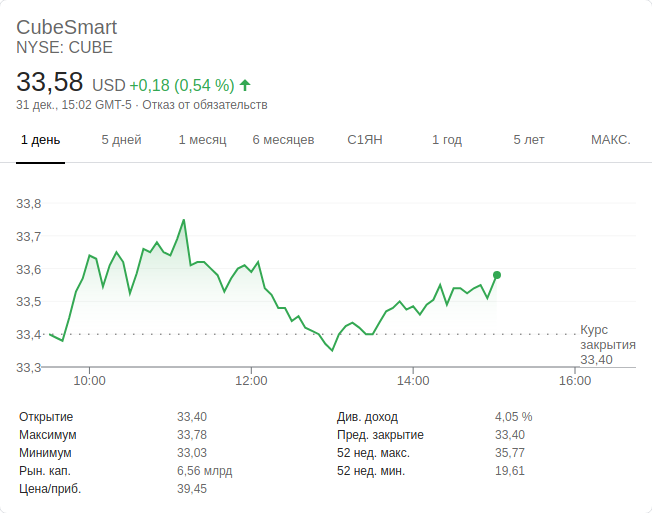 CubeSmart
NYSE: CUBE
33,58 USD +0,18 (0,54 %)
31 дек., 15:02 GMT-5 · Отказ от обязательств
1 день 5 дней 1 месяц 6 месяцев С1ЯН 1 год 5 лет МАКС.
33,8
33,7
33,6
33,5
33,4
33,3
Курс
закрытия
33,40
10:00 12:00 14:00 16:00
Открытие 33,40 Див. доход 4,05 %
Максимум 33,78 Пред. закрытие 33,40
Минимум 33,03 52 нед. макс. 35,77
Рын. кап. 6,56 млрд 52 нед. мин. 19,61
Цена/приб. 39,45